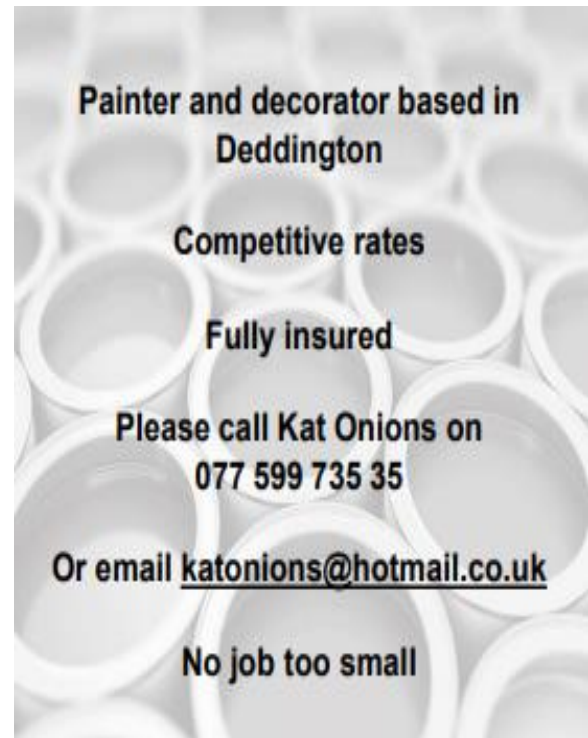 Painter and decorator based in
Deddington
Competitive rates
Fully insured
Please call Kat Onions on
077 599 735 35
Or email katonions@hotmail.co.uk
No job too small